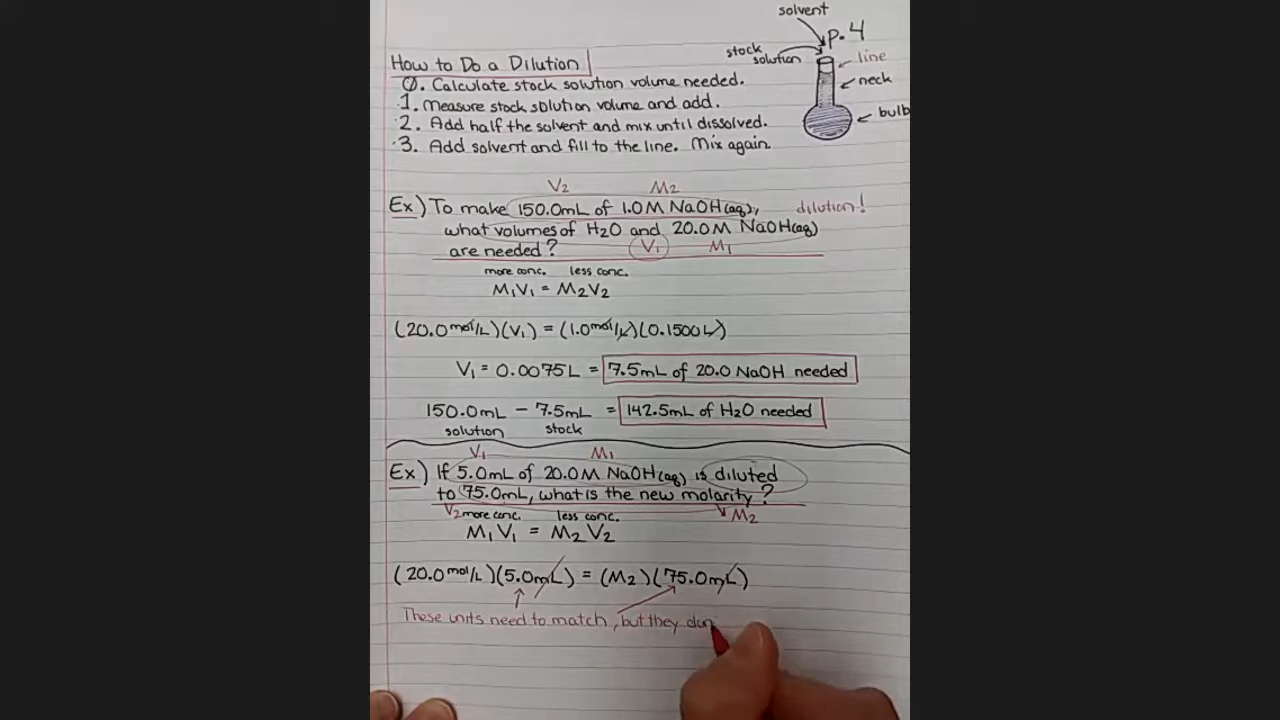 solvent
p.4
stock
solution
line
neck
bulb
How to Do a Dilution
0. Calculate stock solution volume needed.
1. Measure stock solution volume and add.
2. Add half the solvent and mix until dissolved.
3. Add solvent and fill to the line. Mix again.
V₂ M₂
Ex.) To make 150.0mL of 1.0M NaOH(aq), dilution!
what volumes of H₂O and 20.0M NaOH(aq)
are needed? V₁ M₁
more conc. less conc.
M₁V₁ = M₂V₂
(20.0 mol/L)(V₁) = (1.0 mol/L)(0.1500L)
V₁ = 0.0075L = 7.5mL of 20.0 NaOH needed
150.0mL – 7.5mL = 142.5mL of H₂O needed
solution stock
V₁ M₁
Ex.) If 5.0mL of 20.0M NaOH(aq) is diluted
to 75.0mL, what is the new molarity?
V₂ more conc. less conc. M₂
M₁V₁ = M₂V₂
(20.0 mol/L)(5.0mL) = (M₂)(75.0mL)
These units need to match, but they don